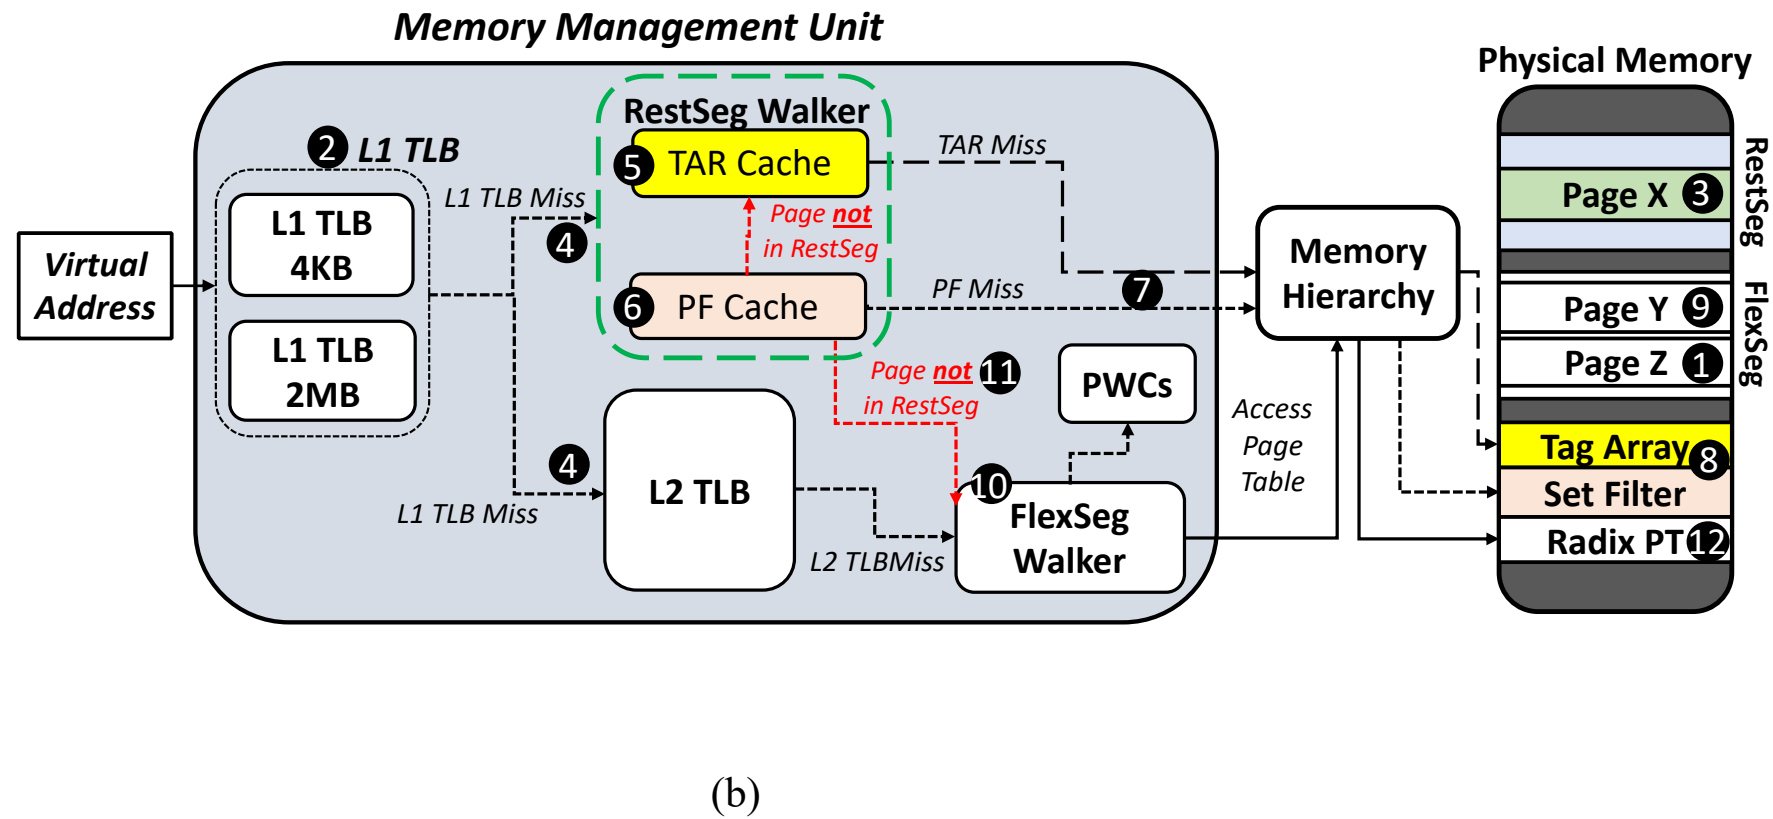 Memory Management Unit
Physical Memory
RestSeg Walker
2 L1 TLB
5 TAR Cache
TAR Miss
L1 TLB
4KB
L1 TLB Miss
4
Page not
in RestSeg
Virtual
Address
6 PF Cache
PF Miss
7
Memory
Hierarchy
L1 TLB
2MB
Page not 11
in RestSeg
PWCs
Access
Page
Table
4
L1 TLB Miss
L2 TLB
L2 TLBMiss
10
FlexSeg
Walker
Page X 3
RestSeg
Page Y 9
Page Z 1
FlexSeg
Tag Array 8
Set Filter
Radix PT 12
(b)